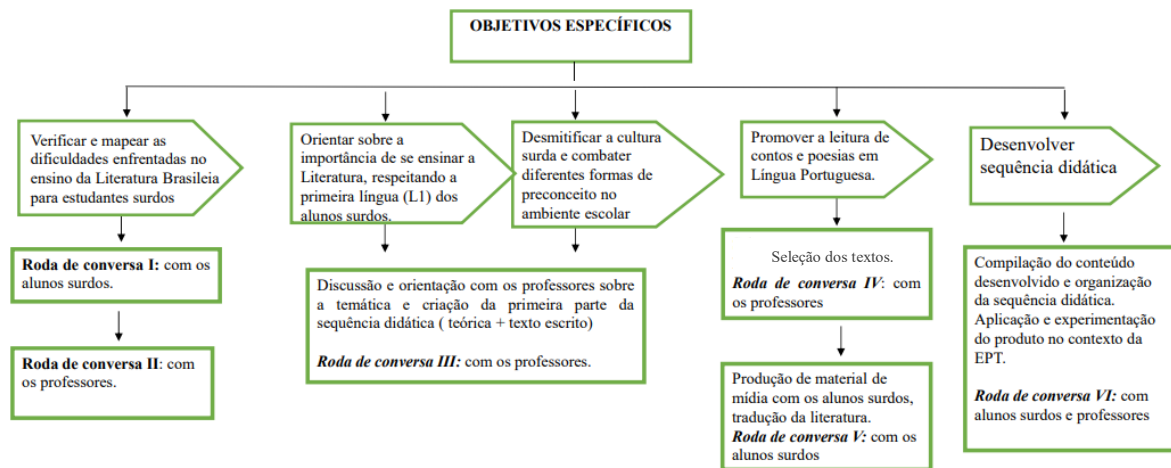 OBJETIVOS ESPECÍFICOS
Verificar e mapear as
dificuldades enfrentadas no
ensino da Literatura Brasileia
para estudantes surdos
Roda de conversa I: com os
alunos surdos.
Roda de conversa II: com
os professores.
Orientar sobre a
importância de se ensinar a
Literatura, respeitando a
primeira língua (L1) dos
alunos surdos.
Desmitificar a cultura
surda e combater
diferentes formas de
preconceito no
ambiente escolar
Discussão e orientação com os professores sobre
a temática e criação da primeira parte da
sequência didática ( teórica + texto escrito)
Roda de conversa III: com os professores.
Promover a leitura de
contos e poesias em
Língua Portuguesa.
Seleção dos textos.
Roda de conversa IV: com
os professores
Produção de material de
mídia com os alunos surdos,
tradução da literatura.
Roda de conversa V: com os
alunos surdos
Desenvolver
sequência didática
Compilação do conteúdo
desenvolvido e organização
da sequência didática.
Aplicação e experimentação
do produto no contexto da
EPT.
Roda de conversa VI: com
alunos surdos e professores